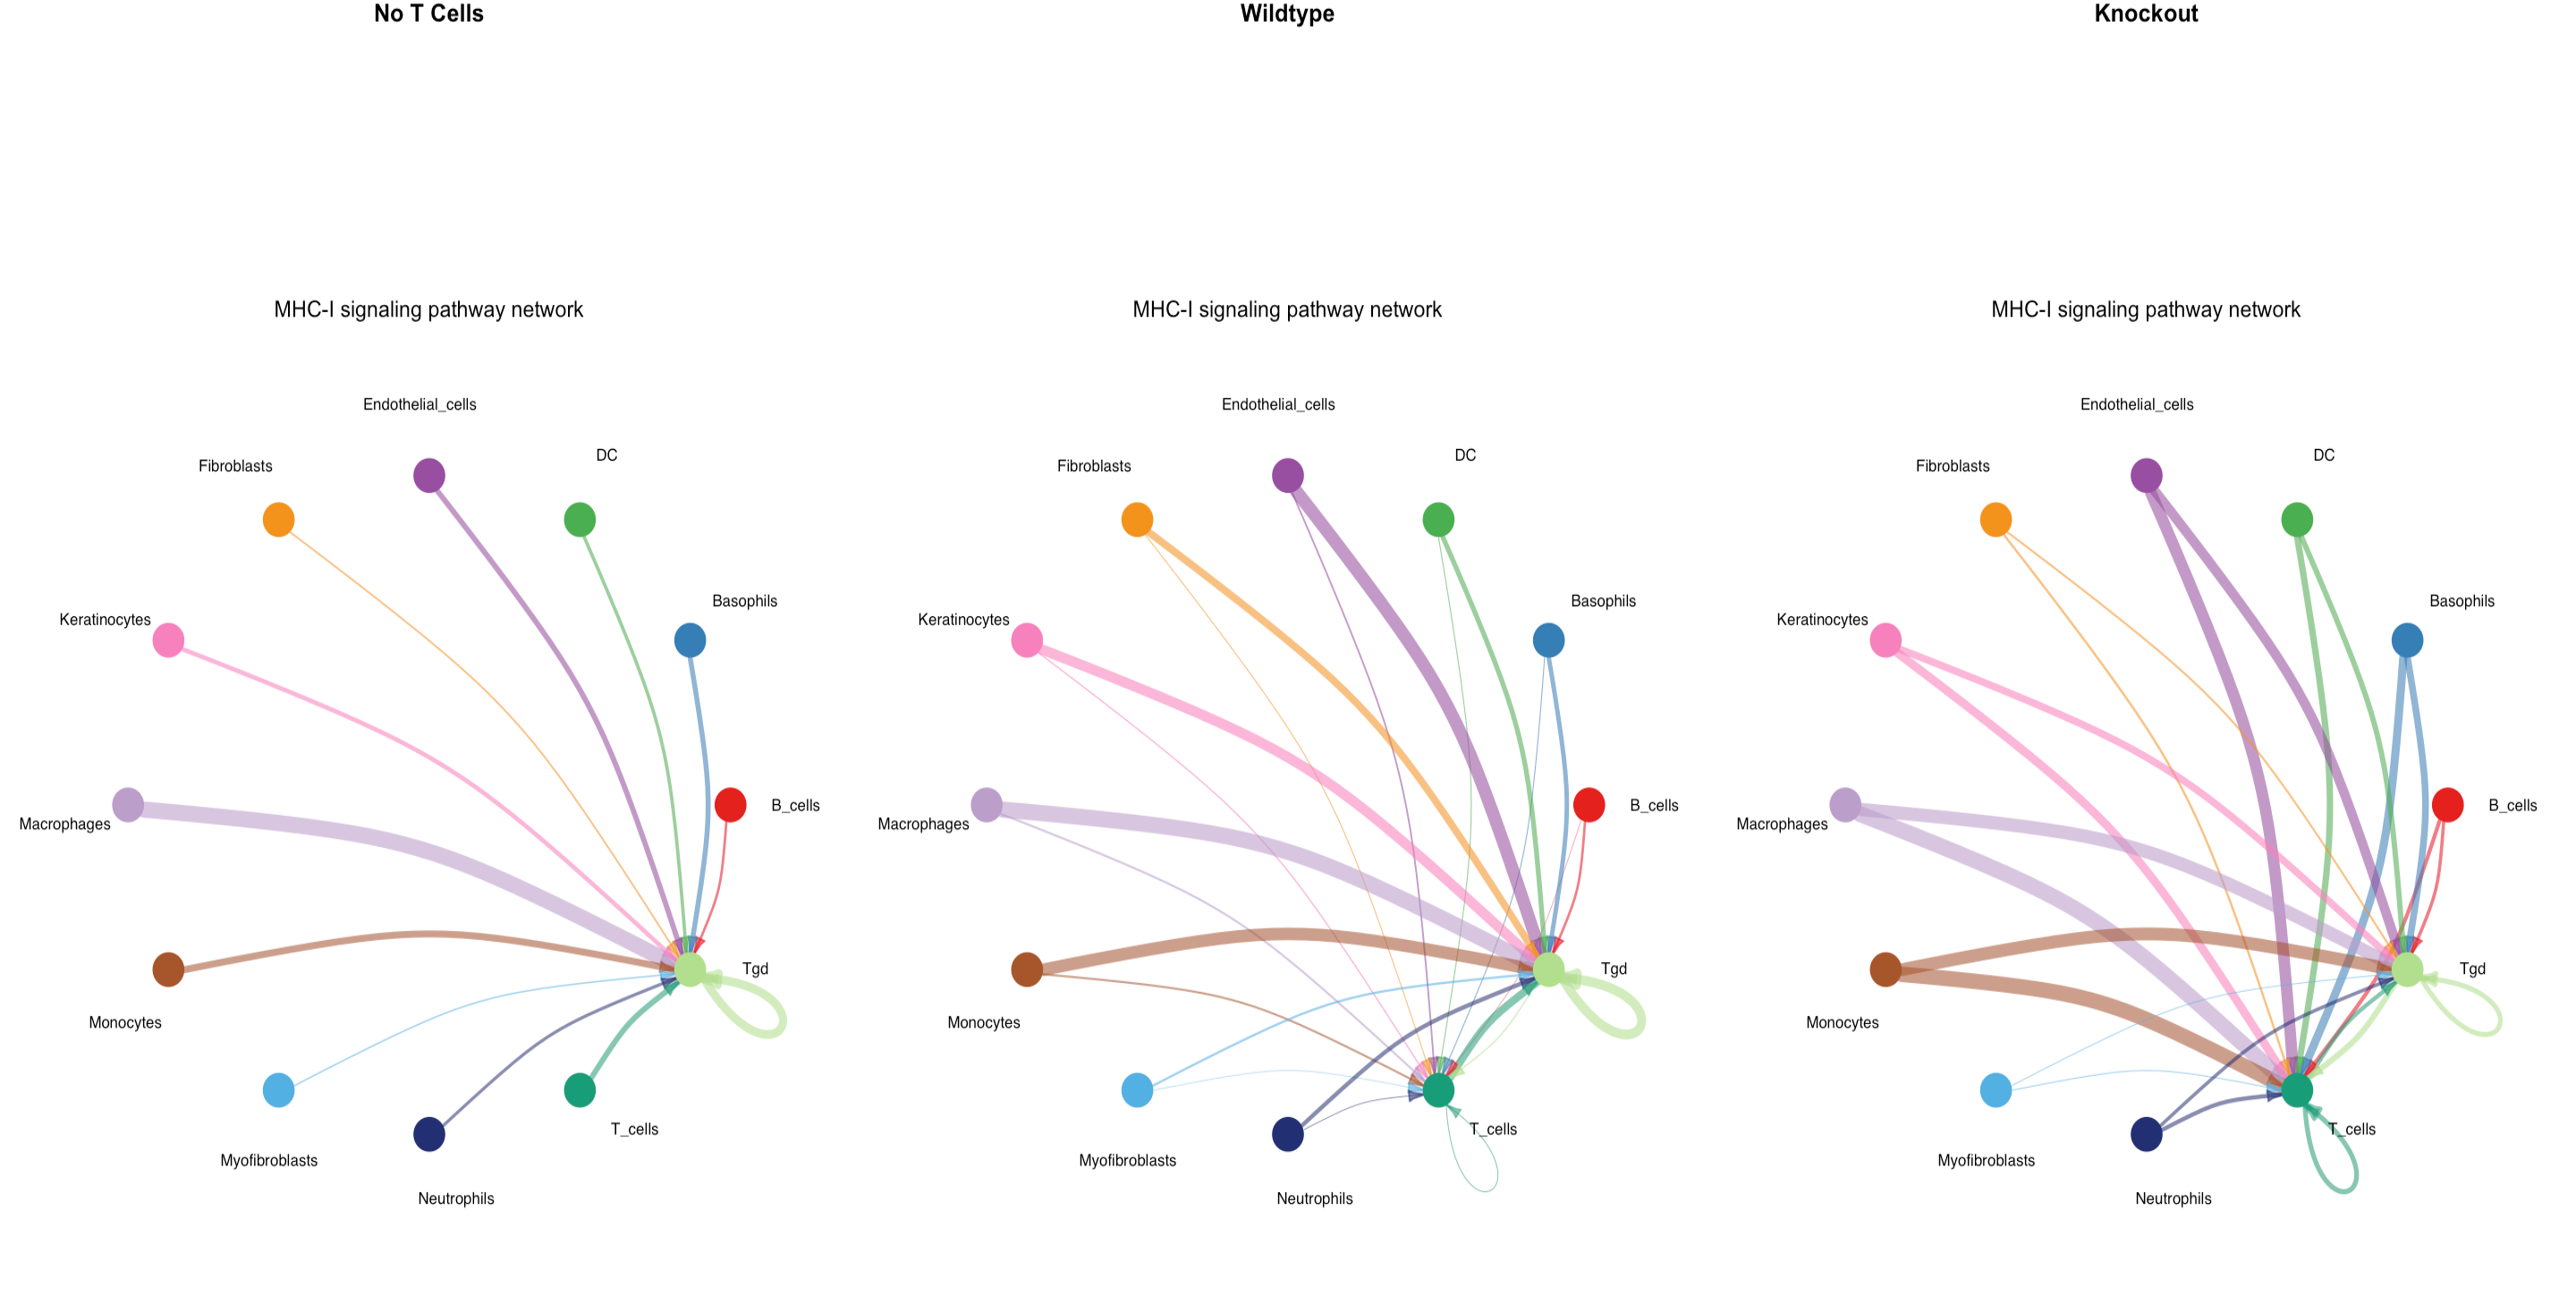 No T Cells
Wildtype
Knockout
MHC-I signaling pathway network
MHC-I signaling pathway network
MHC-I signaling pathway network
Endothelial_cells
DC
Fibroblasts
Basophils
Keratinocytes
B_cells
Macrophages
Tgd
Monocytes
T_cells
Myofibroblasts
Neutrophils
Endothelial_cells
DC
Fibroblasts
Basophils
Keratinocytes
B_cells
Macrophages
Tgd
Monocytes
T_cells
Myofibroblasts
Neutrophils
Endothelial_cells
DC
Fibroblasts
Basophils
Keratinocytes
B_cells
Macrophages
Tgd
Monocytes
T_cells
Myofibroblasts
Neutrophils